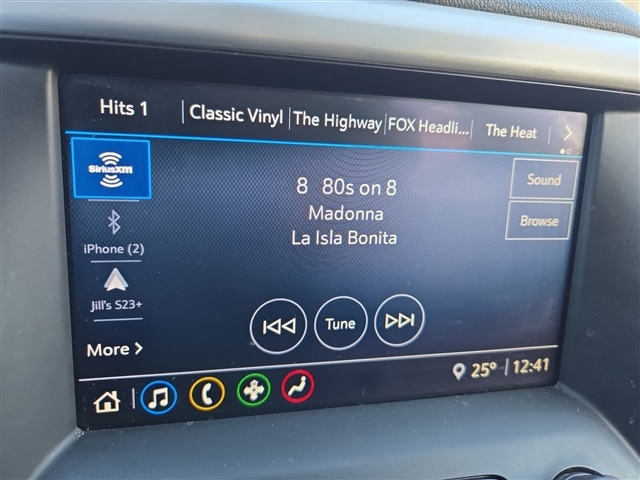 Hits 1
Classic Vinyl
The Highway
FOX Headli...
The Heat
SiriusXM
8 80s on 8
Madonna
La Isla Bonita
Sound
Browse
iPhone (2)
Jill's S23+
More
Tune
25° 12:41